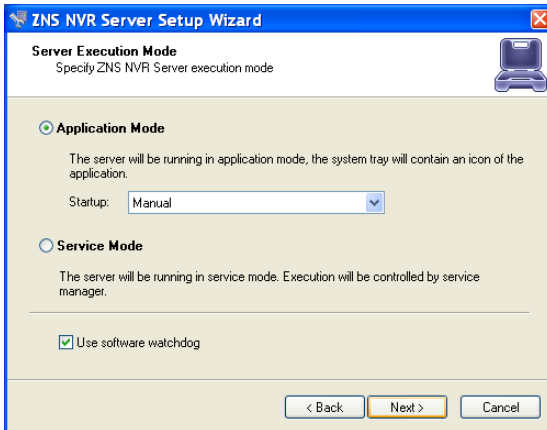 ZNS NVR Server Setup Wizard
Server Execution Mode
Specify ZNS NVR Server execution mode
Application Mode
The server will be running in application mode, the system tray will contain an icon of the
application.
Startup: Manual
Service Mode
The server will be running in service mode. Execution will be controlled by service
manager.
Use software watchdog
< Back Next > Cancel